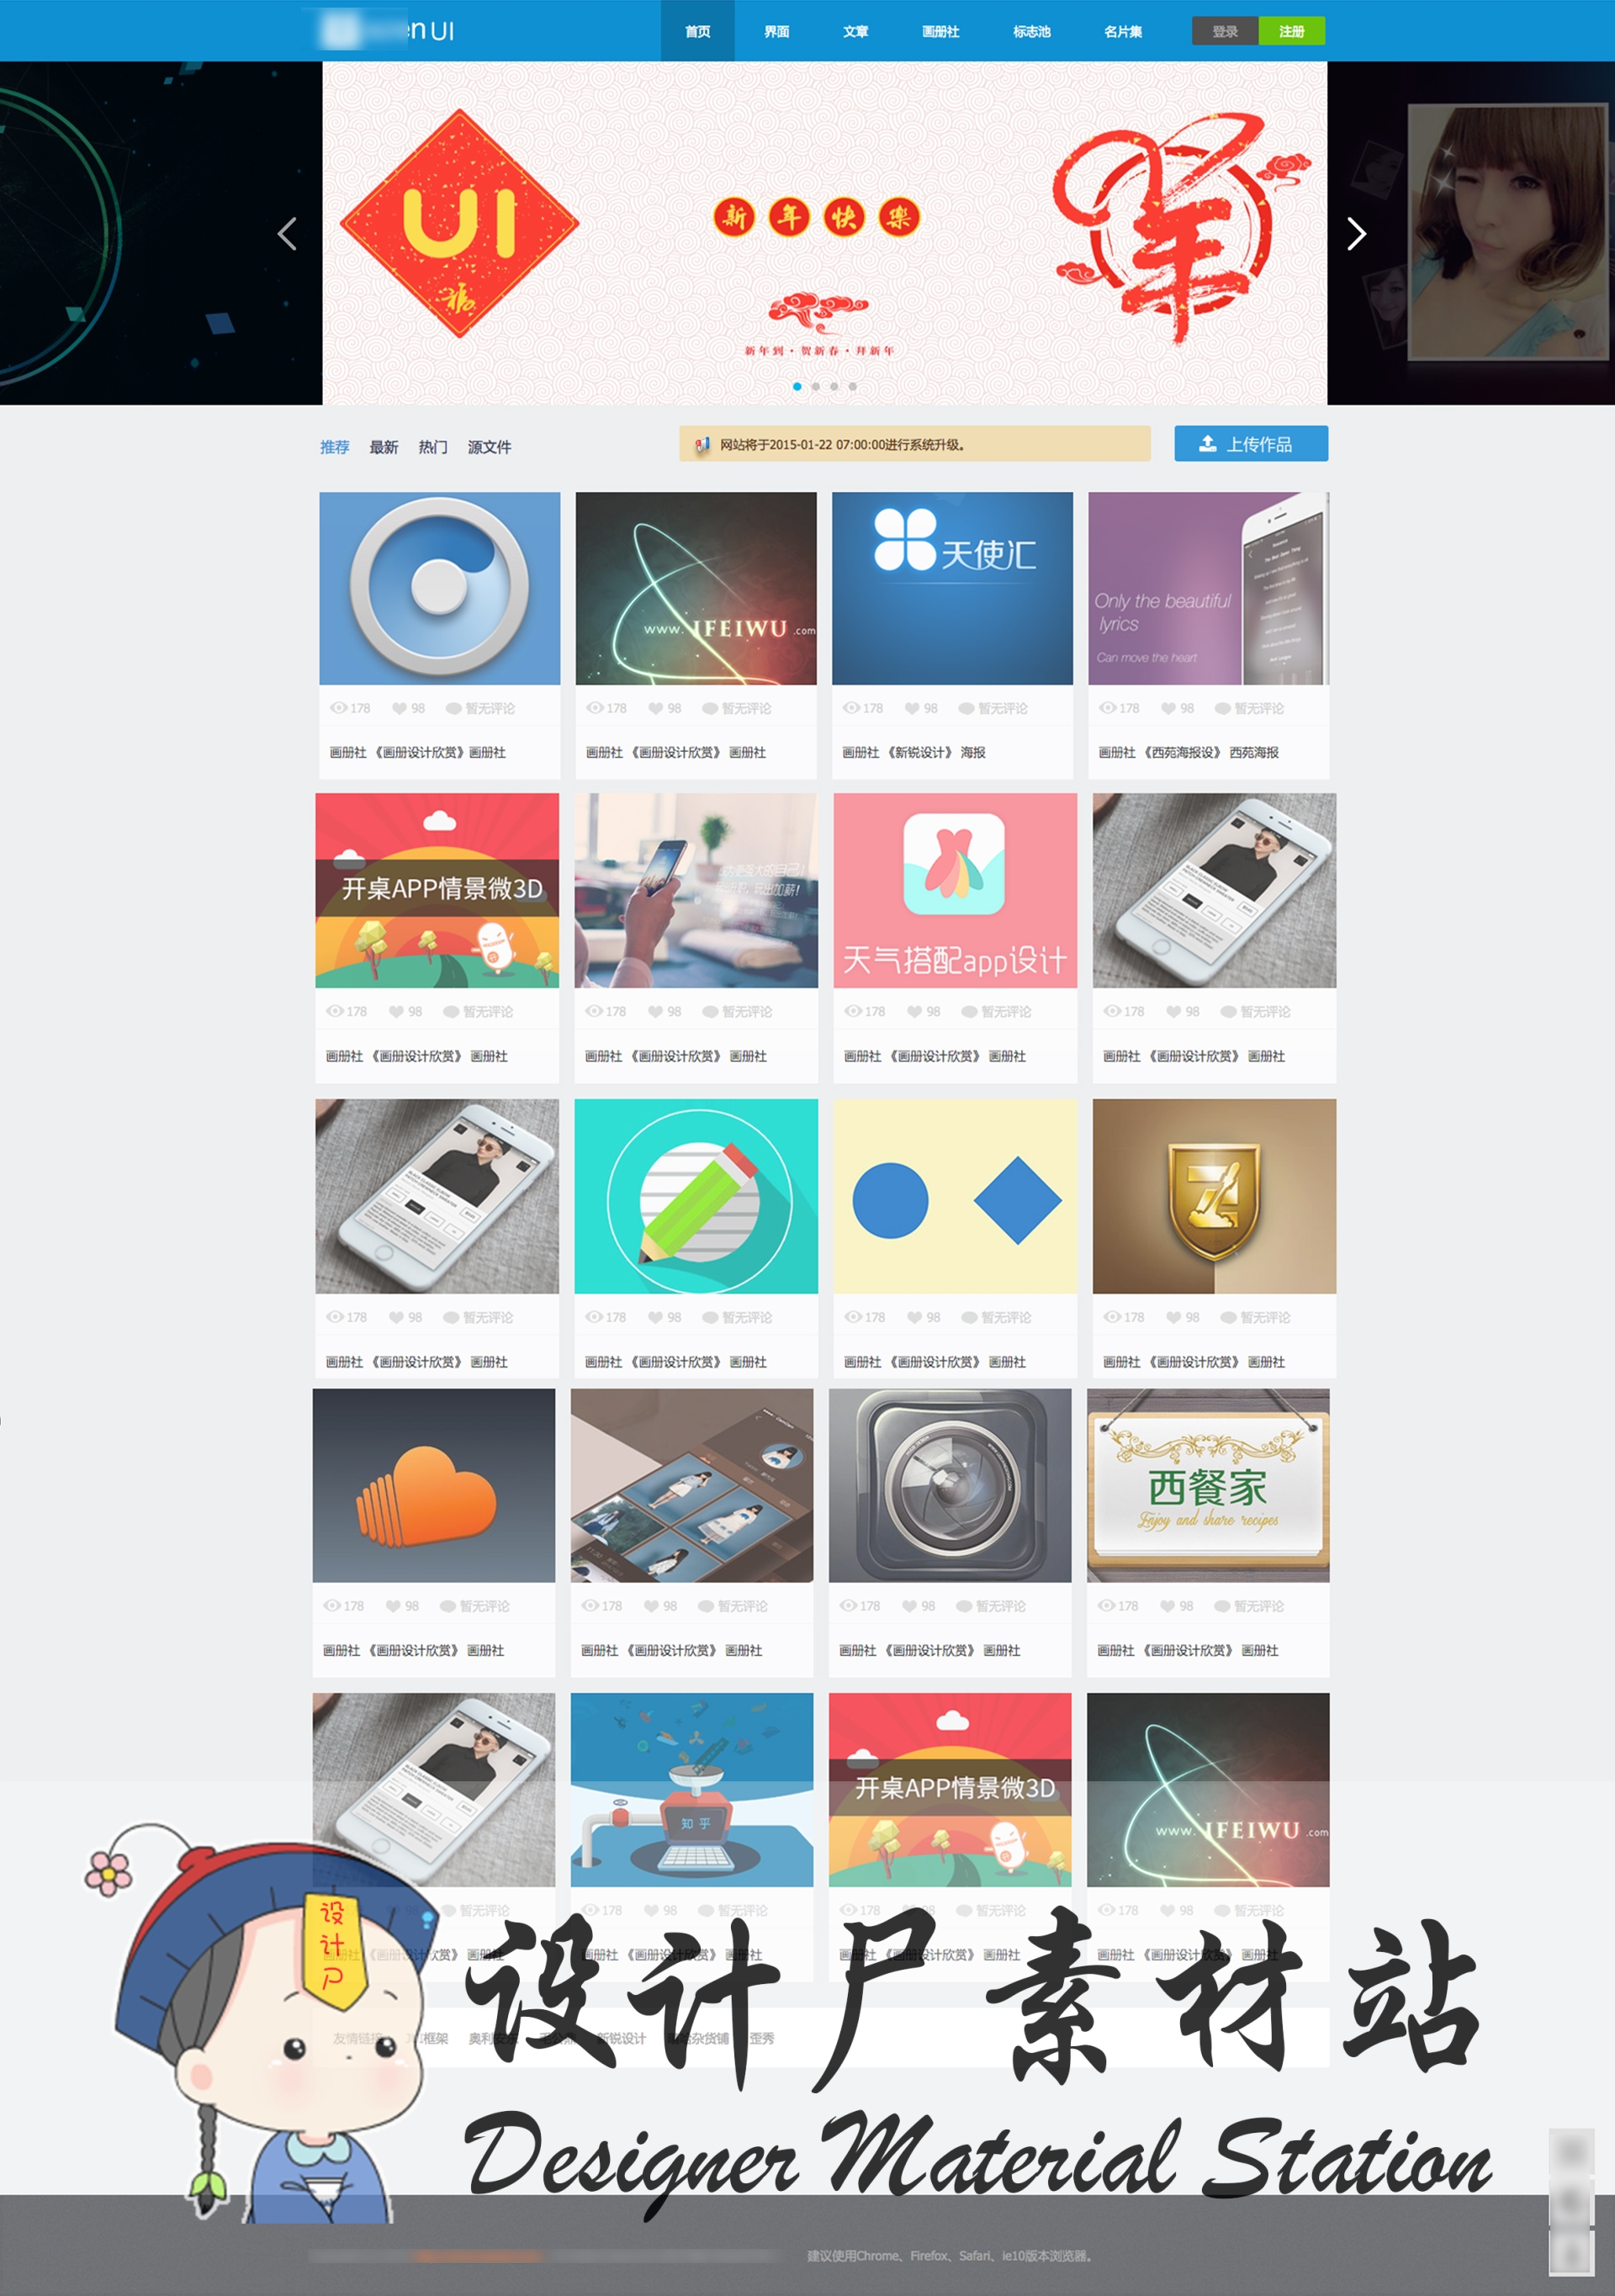 UI
首页 界面 文章 画册社 标志池 名片集 登录 注册
UI
福
新年快樂
新年到·贺新春·拜新年
羊
推荐 最新 热门 源文件
网站将于2015-01-22 07:00:00进行系统升级。
上传作品
www.IFEIWU.com
天使汇
Only the beautiful
lyrics
Can move the heart
178 98 暂无评论
178 98 暂无评论
178 98 暂无评论
178 98 暂无评论
画册社 《画册设计欣赏》画册社
画册社 《画册设计欣赏》 画册社
画册社 《新锐设计》 海报
画册社 《西苑海报设》 西苑海报
开桌APP情景微3D
天气搭配app设计
178 98 暂无评论
178 98 暂无评论
178 98 暂无评论
178 98 暂无评论
画册社 《画册设计欣赏》 画册社
画册社 《画册设计欣赏》 画册社
画册社 《画册设计欣赏》 画册社
画册社 《画册设计欣赏》 画册社
178 98 暂无评论
178 98 暂无评论
178 98 暂无评论
178 98 暂无评论
画册社 《画册设计欣赏》 画册社
画册社 《画册设计欣赏》 画册社
画册社 《画册设计欣赏》 画册社
画册社 《画册设计欣赏》 画册社
西餐家
Enjoy and share recipes
178 98 暂无评论
178 98 暂无评论
178 98 暂无评论
178 98 暂无评论
画册社 《画册设计欣赏》 画册社
画册社 《画册设计欣赏》 画册社
画册社 《画册设计欣赏》 画册社
画册社 《画册设计欣赏》 画册社
知乎
开桌APP情景微3D
www.IFEIWU.com
98 暂无评论
178 98 暂无评论
178 98 暂无评论
178 98 暂无评论
画册社 《画册设计欣赏》 画册社
画册社 《画册设计欣赏》 画册社
画册社 《画册设计欣赏》 画册社
画册社 《画册设计欣赏》 画册社
设计尸
设计尸素材站
友情链接 框架 新锐设计 杂货铺 歪秀
Designer Material Station
建议使用Chrome、Firefox、Safari、ie10版本浏览器。